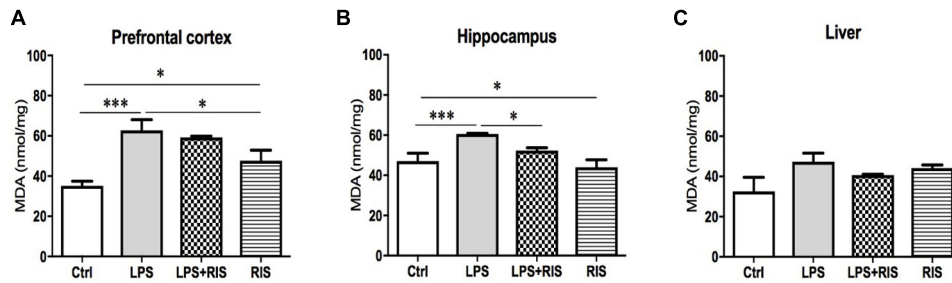 A
Prefrontal cortex
MDA (nmol/mg)
100
80
60
40
20
0
*
***
*
Ctrl LPS LPS+RIS RIS
B
Hippocampus
MDA (nmol/mg)
100
80
60
40
20
0
*
***
*
Ctrl LPS LPS+RIS RIS
C
Liver
MDA (nmol/mg)
100
80
60
40
20
0
Ctrl LPS LPS+RIS RIS